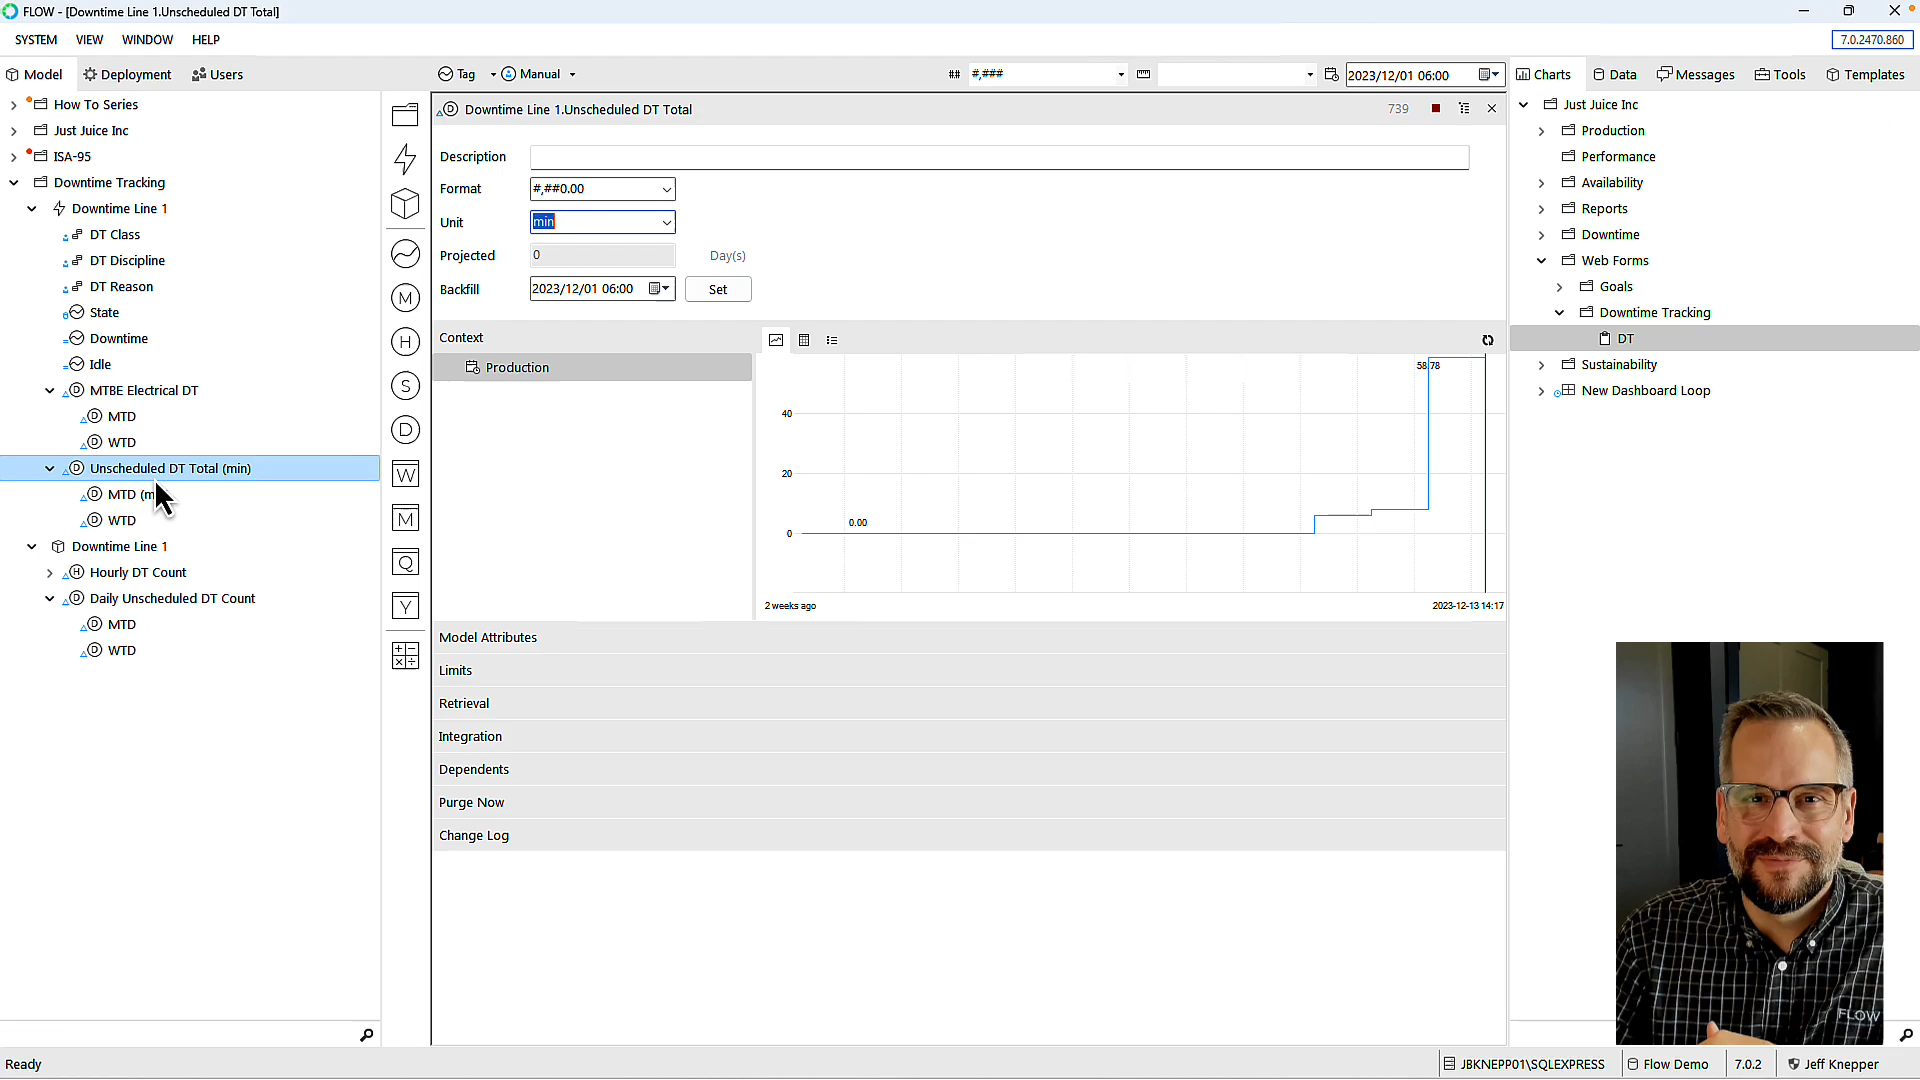 FLOW - [Downtime Line 1.Unscheduled DT Total]
SYSTEM VIEW WINDOW HELP
7.0.2470.860
Model Deployment Users
Tag Manual
## #,###
2023/12/01 06:00
Charts Data Messages Tools Templates
How To Series
Just Juice Inc
ISA-95
Downtime Tracking
Downtime Line 1
DT Class
DT Discipline
DT Reason
State
Downtime
Idle
MTBE Electrical DT
D MTD
D WTD
D Unscheduled DT Total (min)
D MTD (m
D WTD
Downtime Line 1
H Hourly DT Count
D Daily Unscheduled DT Count
D MTD
D WTD
M
H
S
D
W
M
Q
Y
D Downtime Line 1.Unscheduled DT Total
739
Description
Format #,##0.00
Unit min
Projected 0 Day(s)
Backfill 2023/12/01 06:00 Set
Context
Production
58.78
40
20
0.00
0
2 weeks ago
2023-12-13 14:17
Model Attributes
Limits
Retrieval
Integration
Dependents
Purge Now
Change Log
Just Juice Inc
Production
Performance
Availability
Reports
Downtime
Web Forms
Goals
Downtime Tracking
DT
Sustainability
New Dashboard Loop
FLOW
Ready
JBKNEPP01\SQLEXPRESS Flow Demo 7.0.2 Jeff Knepper